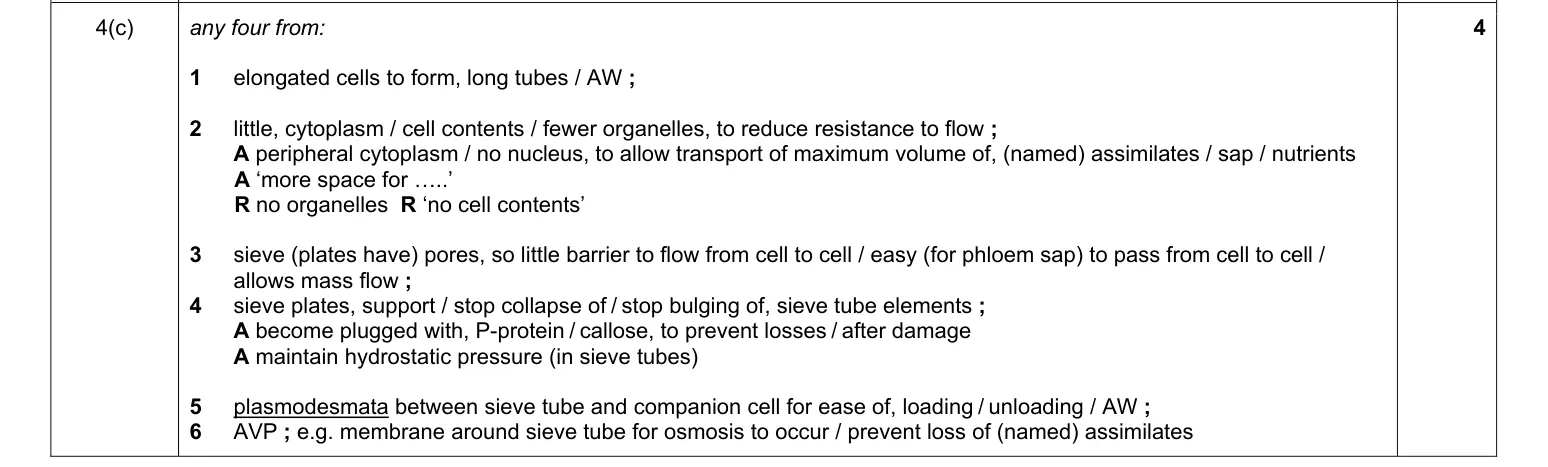 4(c) any four from: 4
1 elongated cells to form, long tubes / AW ;
2 little, cytoplasm / cell contents / fewer organelles, to reduce resistance to flow ;
A peripheral cytoplasm / no nucleus, to allow transport of maximum volume of, (named) assimilates / sap / nutrients
A ‘more space for …..’
R no organelles R ‘no cell contents’
3 sieve (plates have) pores, so little barrier to flow from cell to cell / easy (for phloem sap) to pass from cell to cell /
allows mass flow ;
4 sieve plates, support / stop collapse of / stop bulging of, sieve tube elements ;
A become plugged with, P-protein / callose, to prevent losses / after damage
A maintain hydrostatic pressure (in sieve tubes)
5 plasmodesmata between sieve tube and companion cell for ease of, loading / unloading / AW ;
6 AVP ; e.g. membrane around sieve tube for osmosis to occur / prevent loss of (named) assimilates